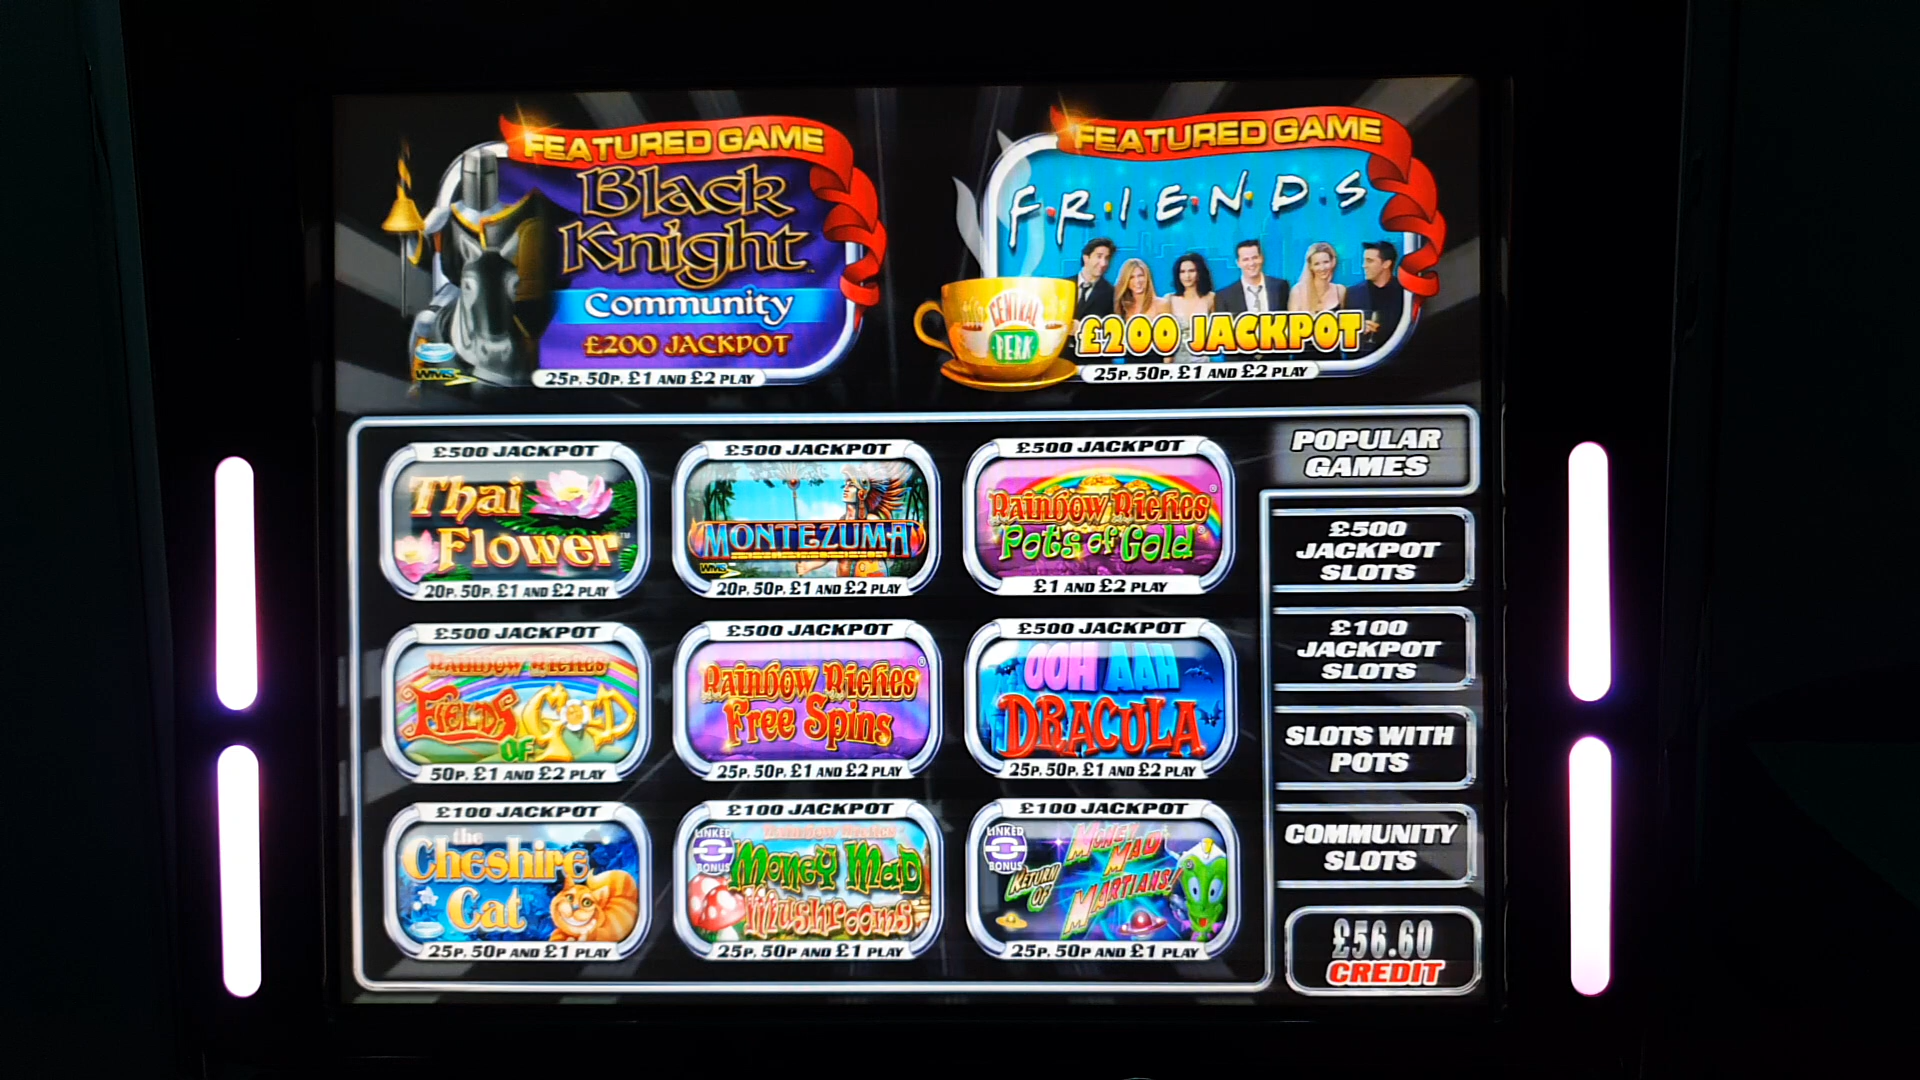 FEATURED GAME
Black
Knight
Community
£200 JACKPOT
WMS
25P, 50P, £1 AND £2 PLAY
FEATURED GAME
F·R·I·E·N·D·S
CENTRAL
PERK
£200 JACKPOT
25P, 50P, £1 AND £2 PLAY
£500 JACKPOT
Thai
Flower™
20P, 50P, £1 AND £2 PLAY
£500 JACKPOT
MONTEZUMA
WMS
20P, 50P, £1 AND £2 PLAY
£500 JACKPOT
Rainbow Riches®
Pots of Gold
£1 AND £2 PLAY
£500 JACKPOT
RAINBOW RICHES
FIELDS
OF GOLD
50P, £1 AND £2 PLAY
£500 JACKPOT
Rainbow Riches®
Free Spins
25P, 50P, £1 AND £2 PLAY
£500 JACKPOT
OOH AAH
DRACULA
25P, 50P, £1 AND £2 PLAY
£100 JACKPOT
the
Cheshire
Cat
25P, 50P AND £1 PLAY
£100 JACKPOT
LINKED
BONUS
Rainbow Riches
Money Mad
Mushrooms
25P, 50P AND £1 PLAY
£100 JACKPOT
LINKED
BONUS
RETURN
OF
MONEY
MAD
MARTIANS!
25P, 50P AND £1 PLAY
POPULAR
GAMES
£500
JACKPOT
SLOTS
£100
JACKPOT
SLOTS
SLOTS WITH
POTS
COMMUNITY
SLOTS
£56.60
CREDIT